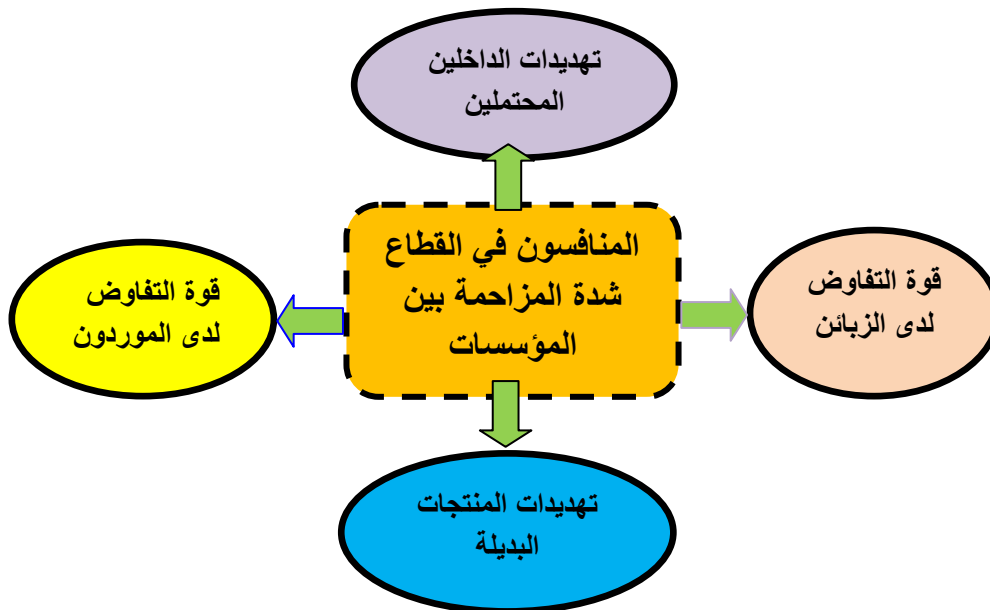 تهديدات الداخلين
المحتملين
المنافسون في القطاع
شدة المزاحمة بين
المؤسسات
قوة التفاوض
لدى الزبائن
قوة التفاوض
لدى الموردون
تهديدات المنتجات
البديلة